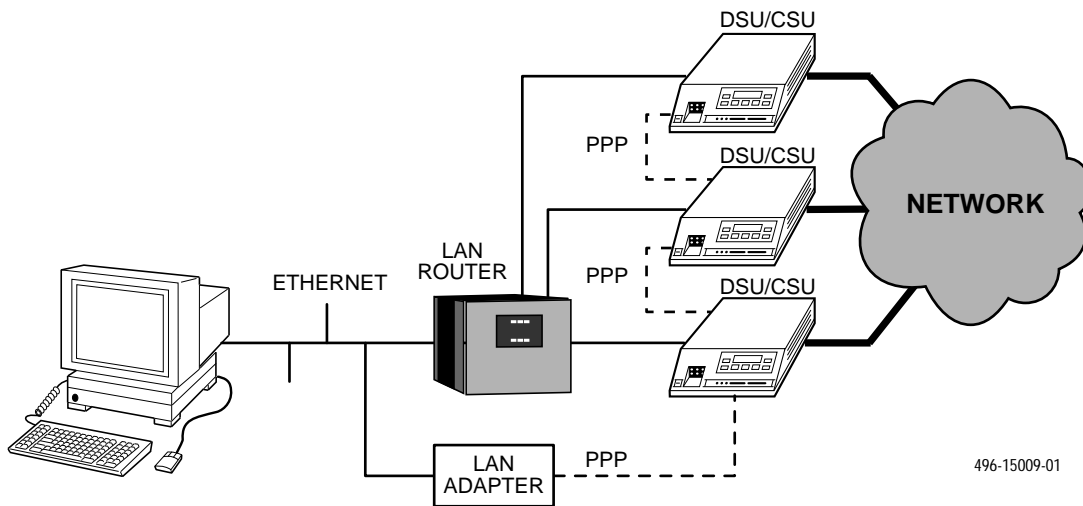 DSU/CSU
PPP
DSU/CSU
NETWORK
LAN
ROUTER
ETHERNET
PPP
DSU/CSU
LAN
ADAPTER
PPP
496-15009-01